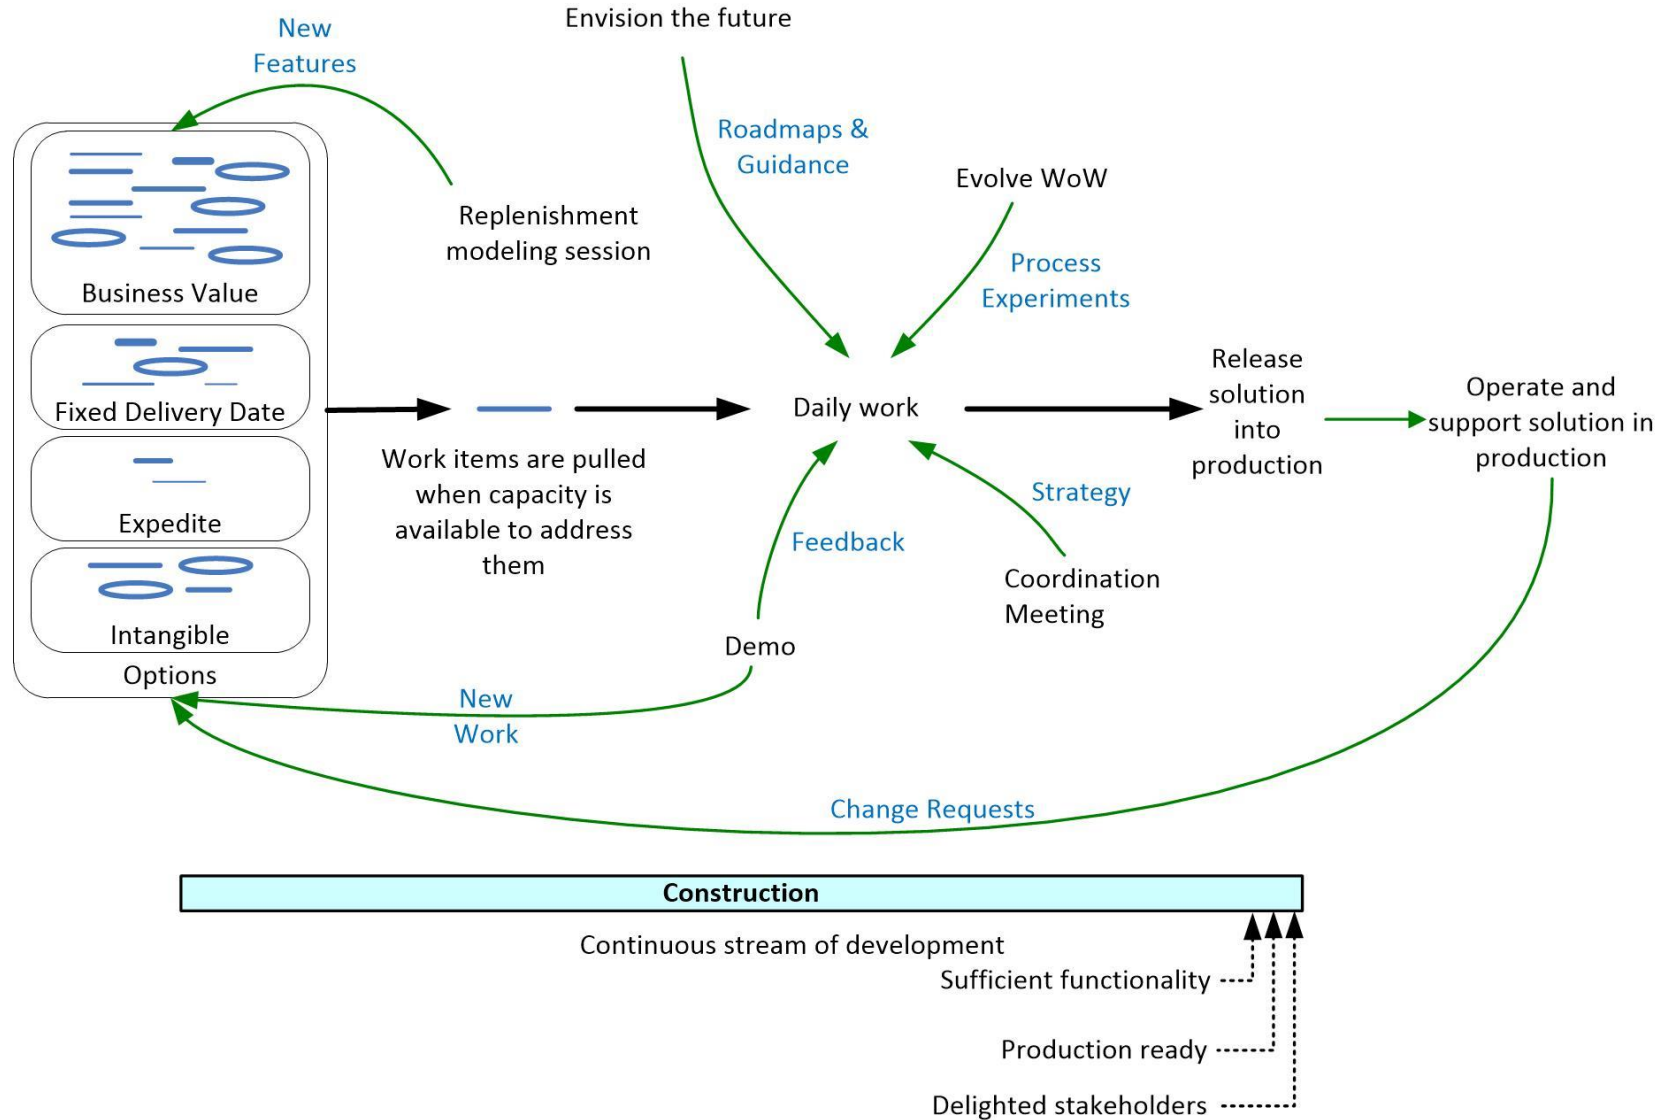 Envision the future
New
Features
Roadmaps &
Guidance
Evolve WoW
Replenishment
modeling session
Process
Experiments
Business Value
Fixed Delivery Date
Expedite
Intangible
Options
Work items are pulled
when capacity is
available to address
them
Daily work
Release
solution
into
production
Operate and
support solution in
production
Strategy
Feedback
Coordination
Meeting
Demo
New
Work
Change Requests
Construction
Continuous stream of development
Sufficient functionality
Production ready
Delighted stakeholders